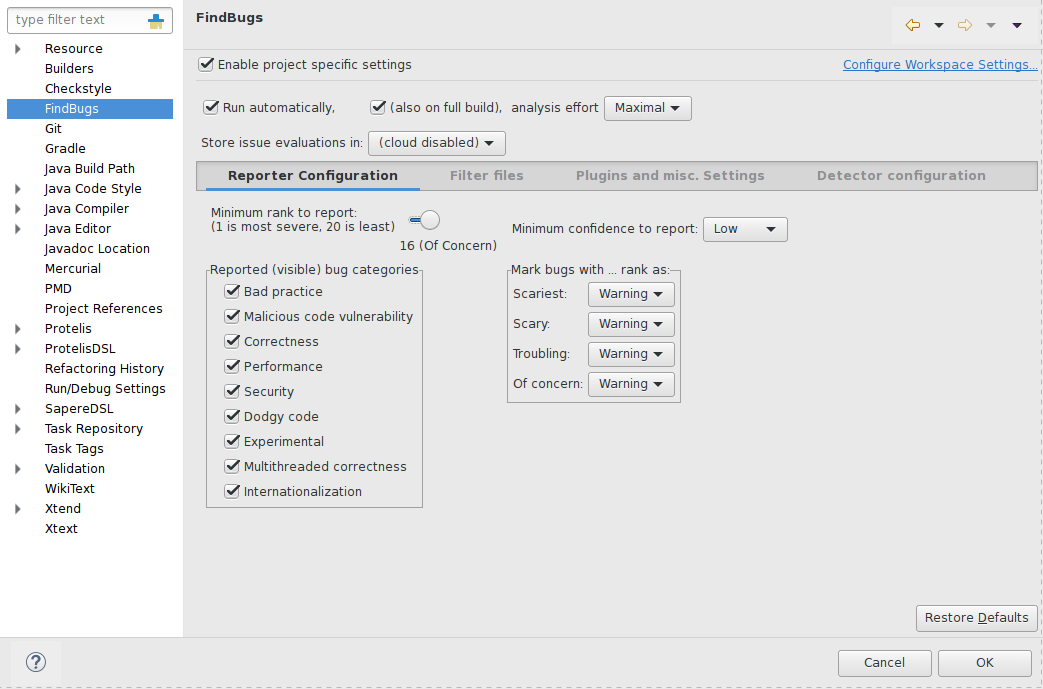 type filter text
Resource
Builders
Checkstyle
FindBugs
Git
Gradle
Java Build Path
Java Code Style
Java Compiler
Java Editor
Javadoc Location
Mercurial
PMD
Project References
Protelis
ProtelisDSL
Refactoring History
Run/Debug Settings
SapereDSL
Task Repository
Task Tags
Validation
WikiText
Xtend
Xtext
FindBugs
Enable project specific settings
Configure Workspace Settings...
Run automatically, (also on full build), analysis effort Maximal
Store issue evaluations in: (cloud disabled)
Reporter Configuration Filter files Plugins and misc. Settings Detector configuration
Minimum rank to report:
(1 is most severe, 20 is least)
16 (Of Concern)
Minimum confidence to report: Low
Reported (visible) bug categories
Bad practice
Malicious code vulnerability
Correctness
Performance
Security
Dodgy code
Experimental
Multithreaded correctness
Internationalization
Mark bugs with ... rank as:
Scariest: Warning
Scary: Warning
Troubling: Warning
Of concern: Warning
Restore Defaults
?
Cancel
OK